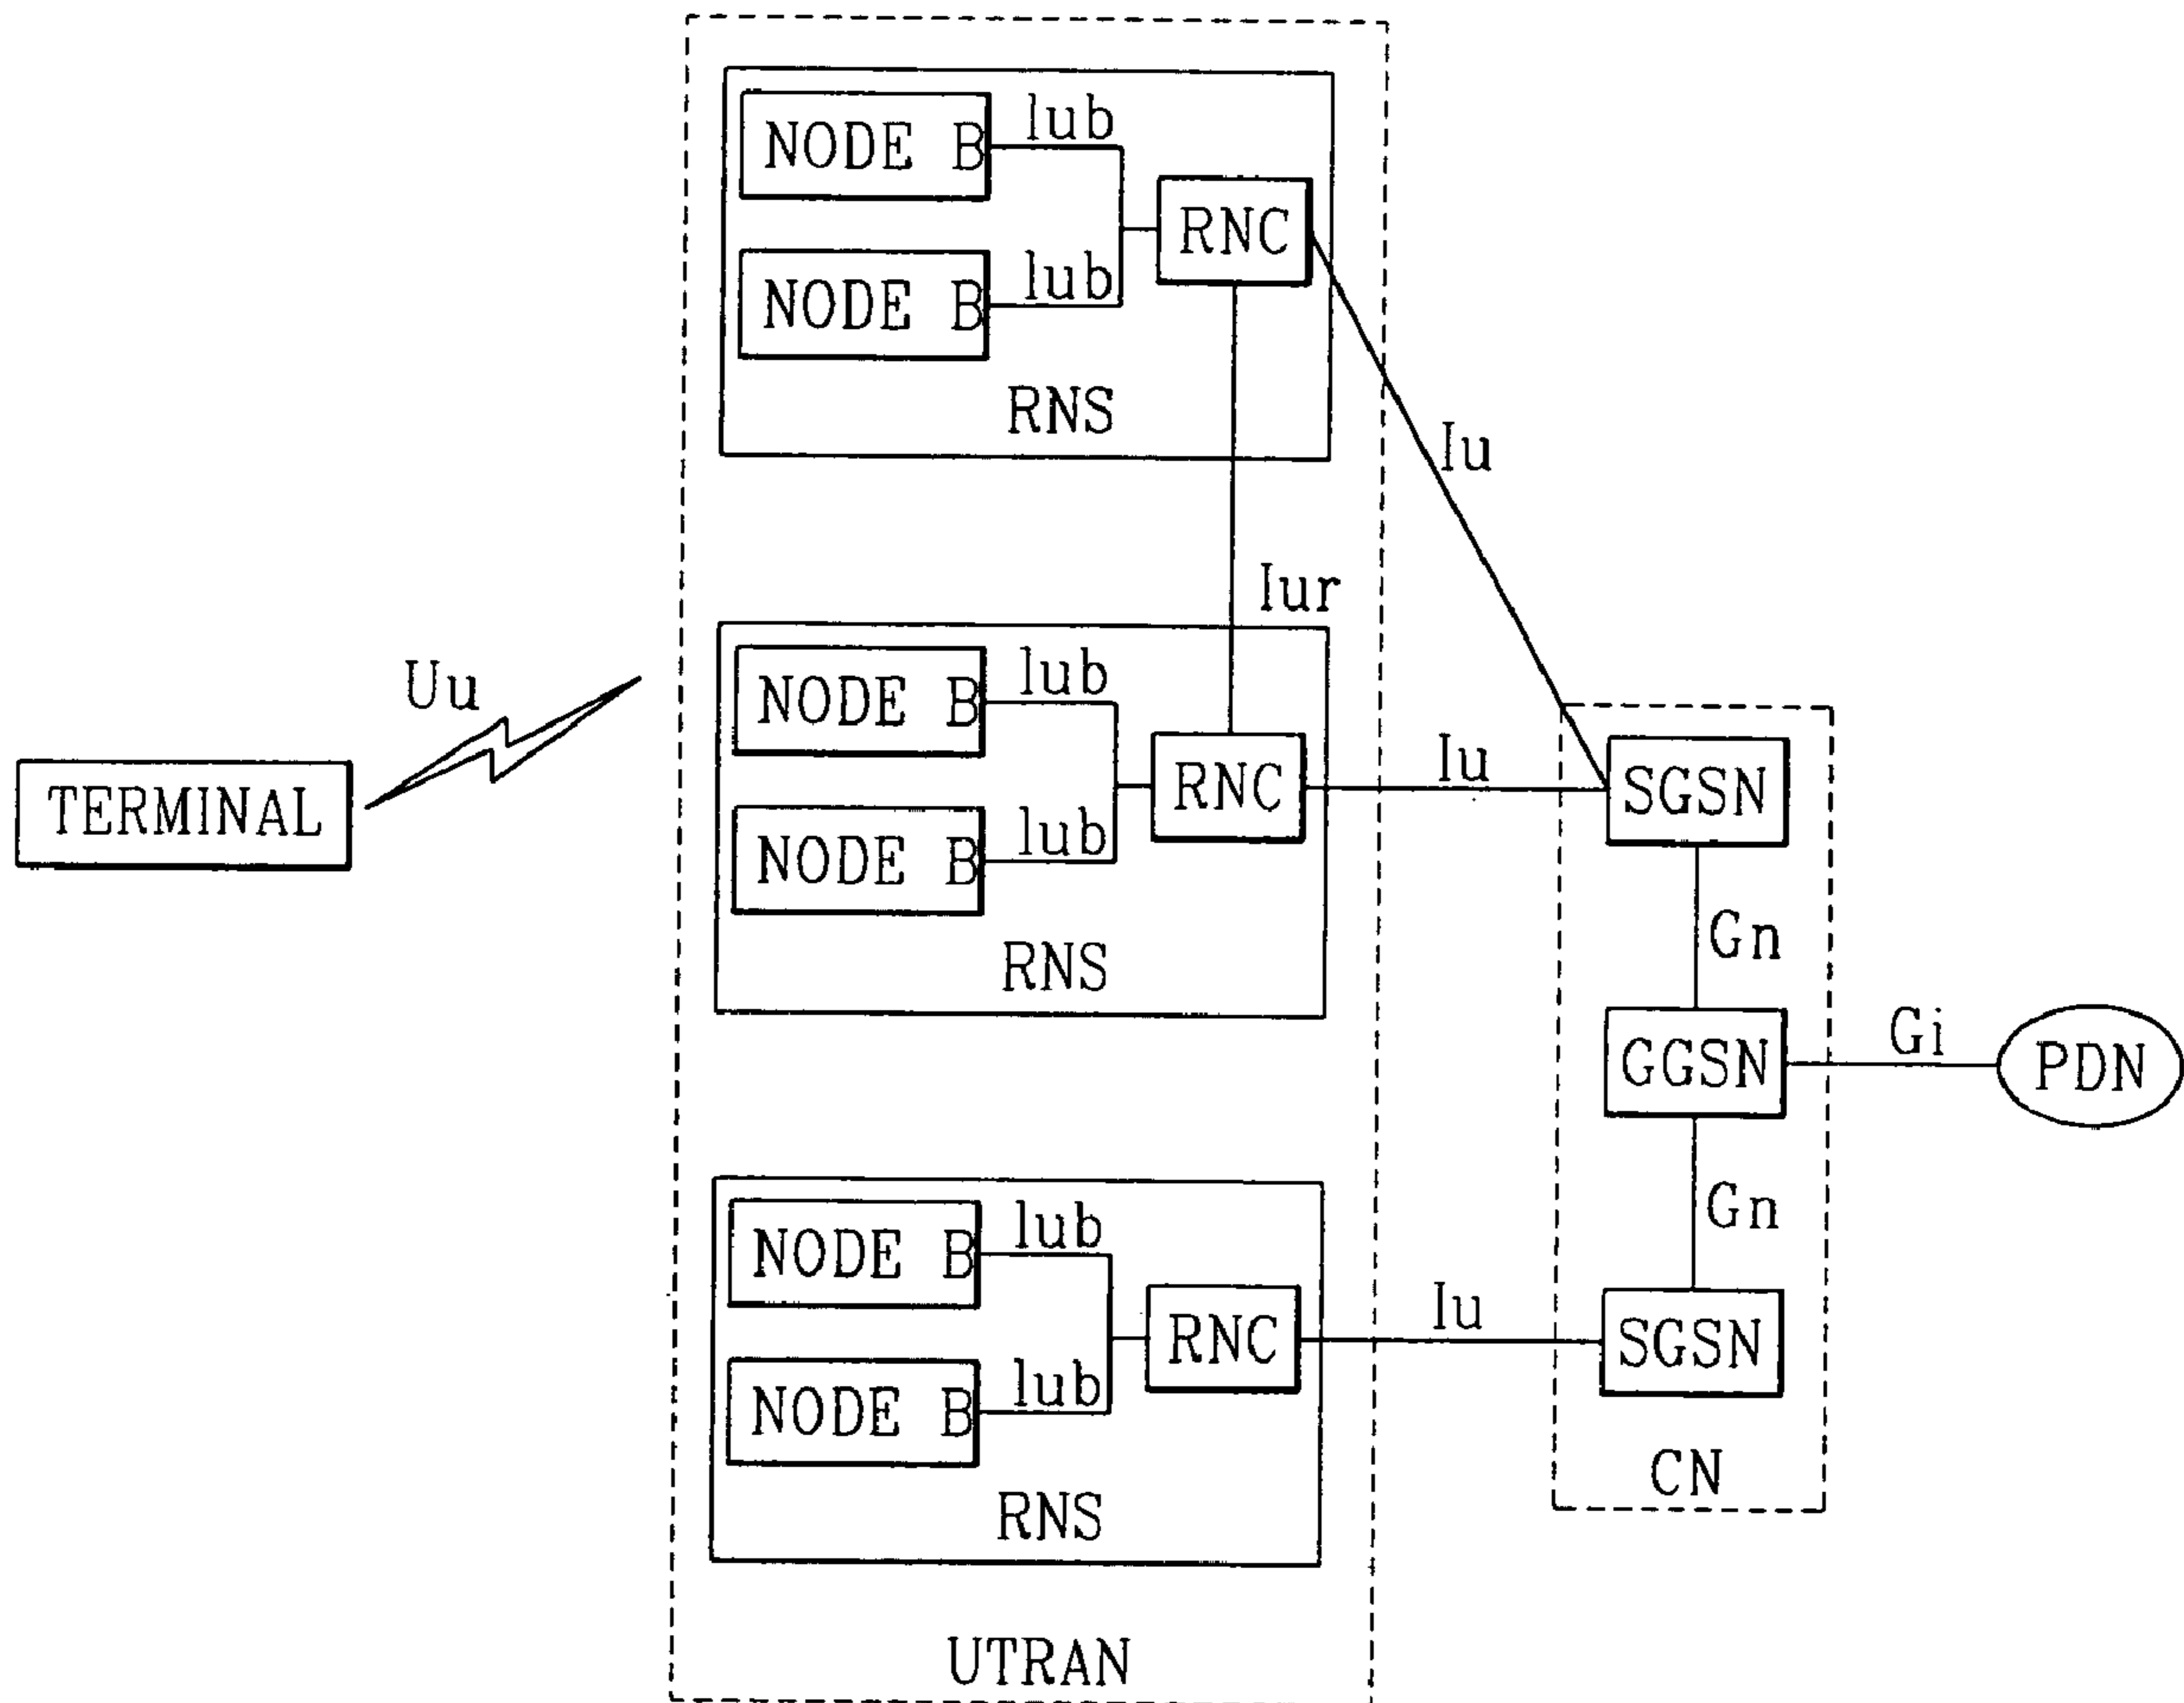 NODE B
lub
NODE B
lub
RNC
RNS
Iu
Iur
Uu
TERMINAL
NODE B
lub
NODE B
lub
RNC
RNS
Iu
SGSN
Gn
GGSN
Gi
PDN
Gn
NODE B
lub
NODE B
lub
RNC
RNS
Iu
SGSN
CN
UTRAN